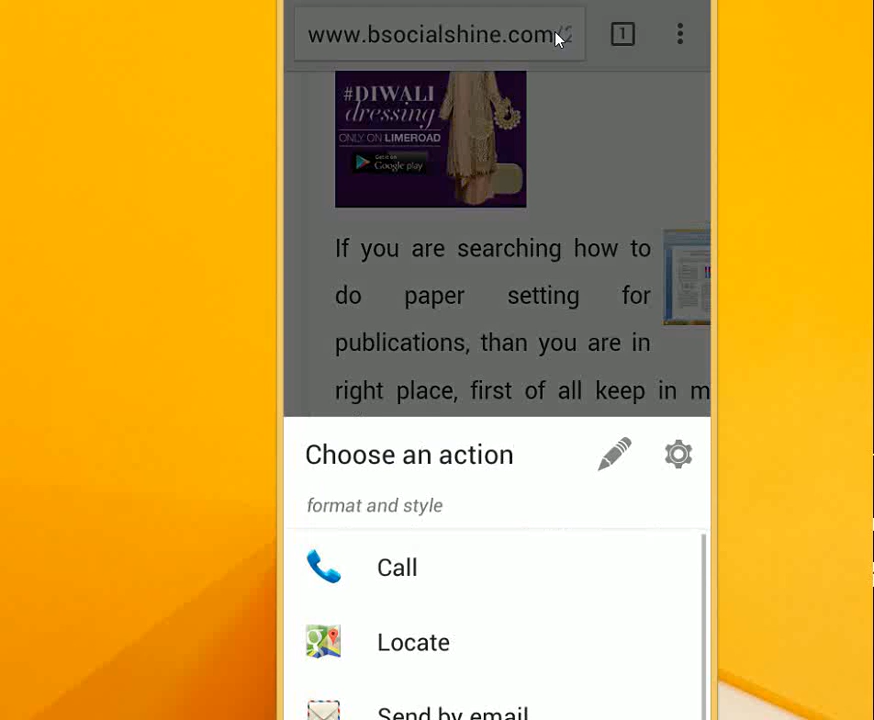 www.bsocialshine.com/2
1
#DIWALI
dressing
ONLY ON LIMEROAD
Google play
If you are searching how to
do paper setting for
publications, than you are in
right place, first of all keep in m
Choose an action
format and style
Call
Locate
Send by email